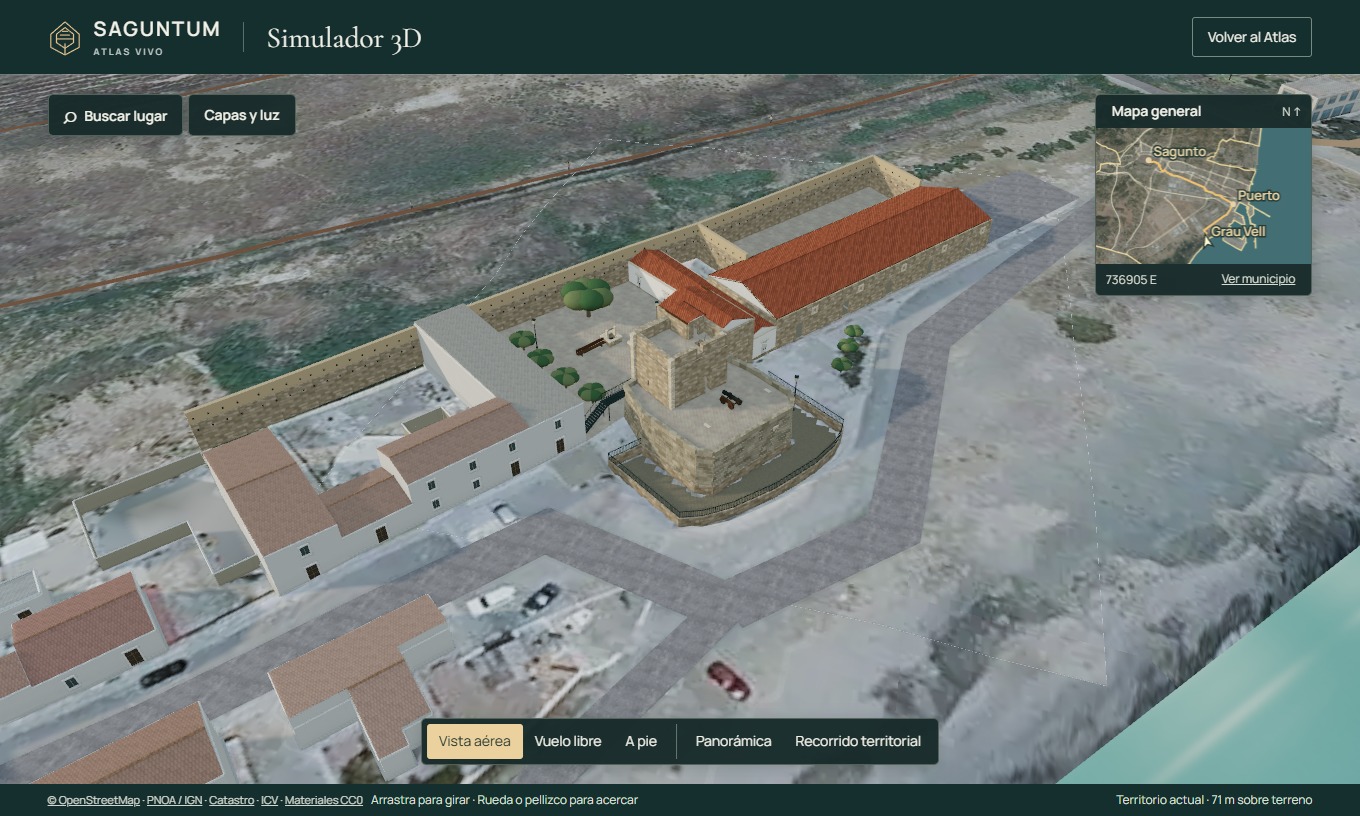 SAGUNTUM
ATLAS VIVO
Simulador 3D
Volver al Atlas
Buscar lugar
Capas y luz
Mapa general
N ↑
Sagunto
Puerto
Grau Vell
736905 E
Ver municipio
Vista aérea
Vuelo libre
A pie
Panorámica
Recorrido territorial
© OpenStreetMap · PNOA / IGN · Catastro · ICV · Materiales CC0 Arrastra para girar · Rueda o pellizco para acercar
Territorio actual · 71 m sobre terreno